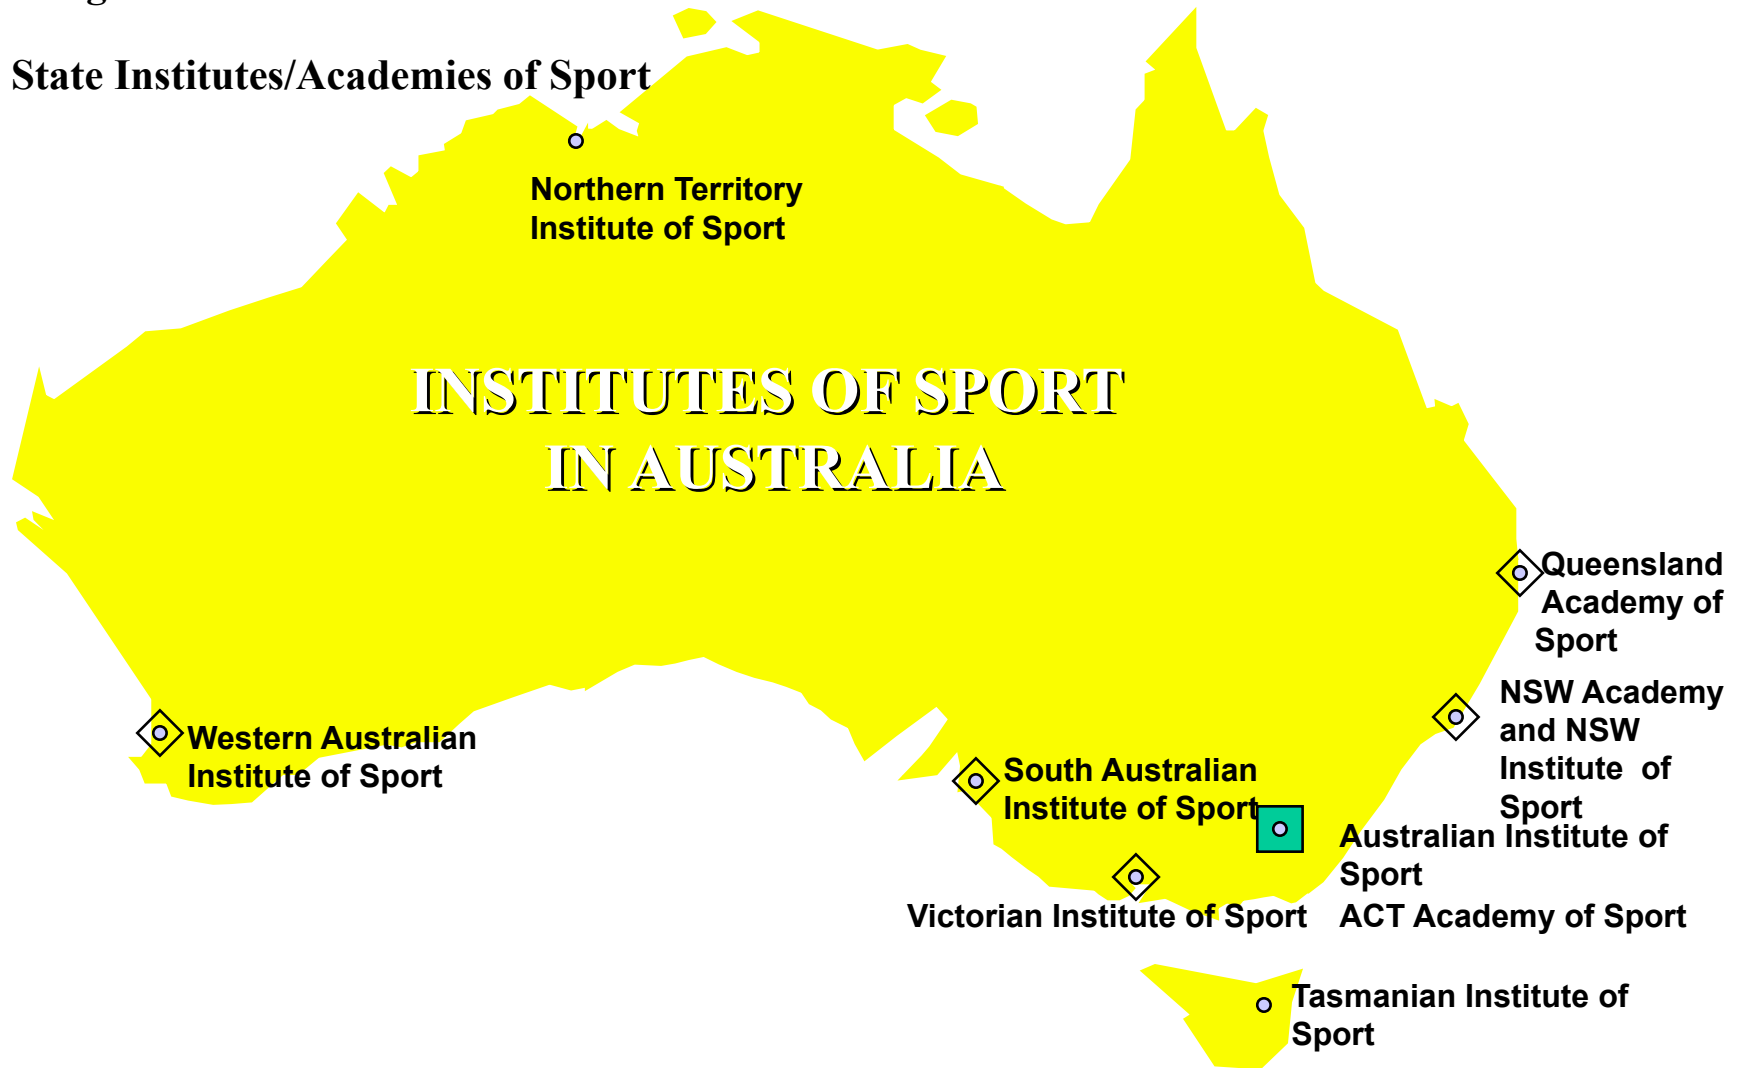 State Institutes/Academies of Sport
Northern Territory
Institute of Sport
INSTITUTES OF SPORT
IN AUSTRALIA
Queensland
Academy of
Sport
NSW Academy
and NSW
Institute of
Sport
Western Australian
Institute of Sport
South Australian
Institute of Sport
Australian Institute of
Sport
Victorian Institute of Sport
ACT Academy of Sport
Tasmanian Institute of
Sport